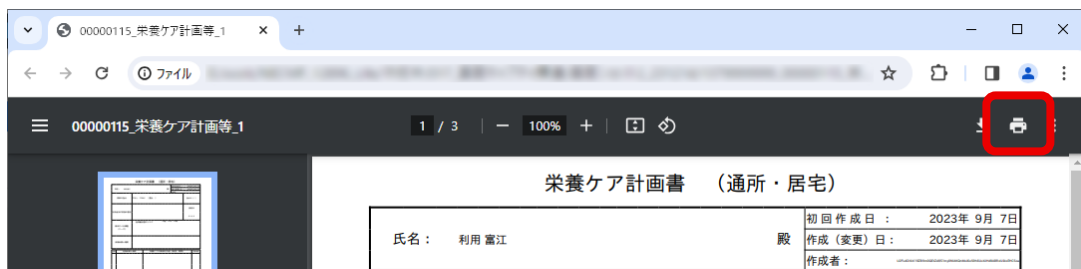 00000115_栄養ケア計画等_1
ファイル
00000115_栄養ケア計画等_1 1 / 3 100%
栄養ケア計画書 （通所・居宅）
氏名： 利用 富江 殿
初回作成日 ： 2023年 9月 7日
作成（変更）日： 2023年 9月 7日
作成者：